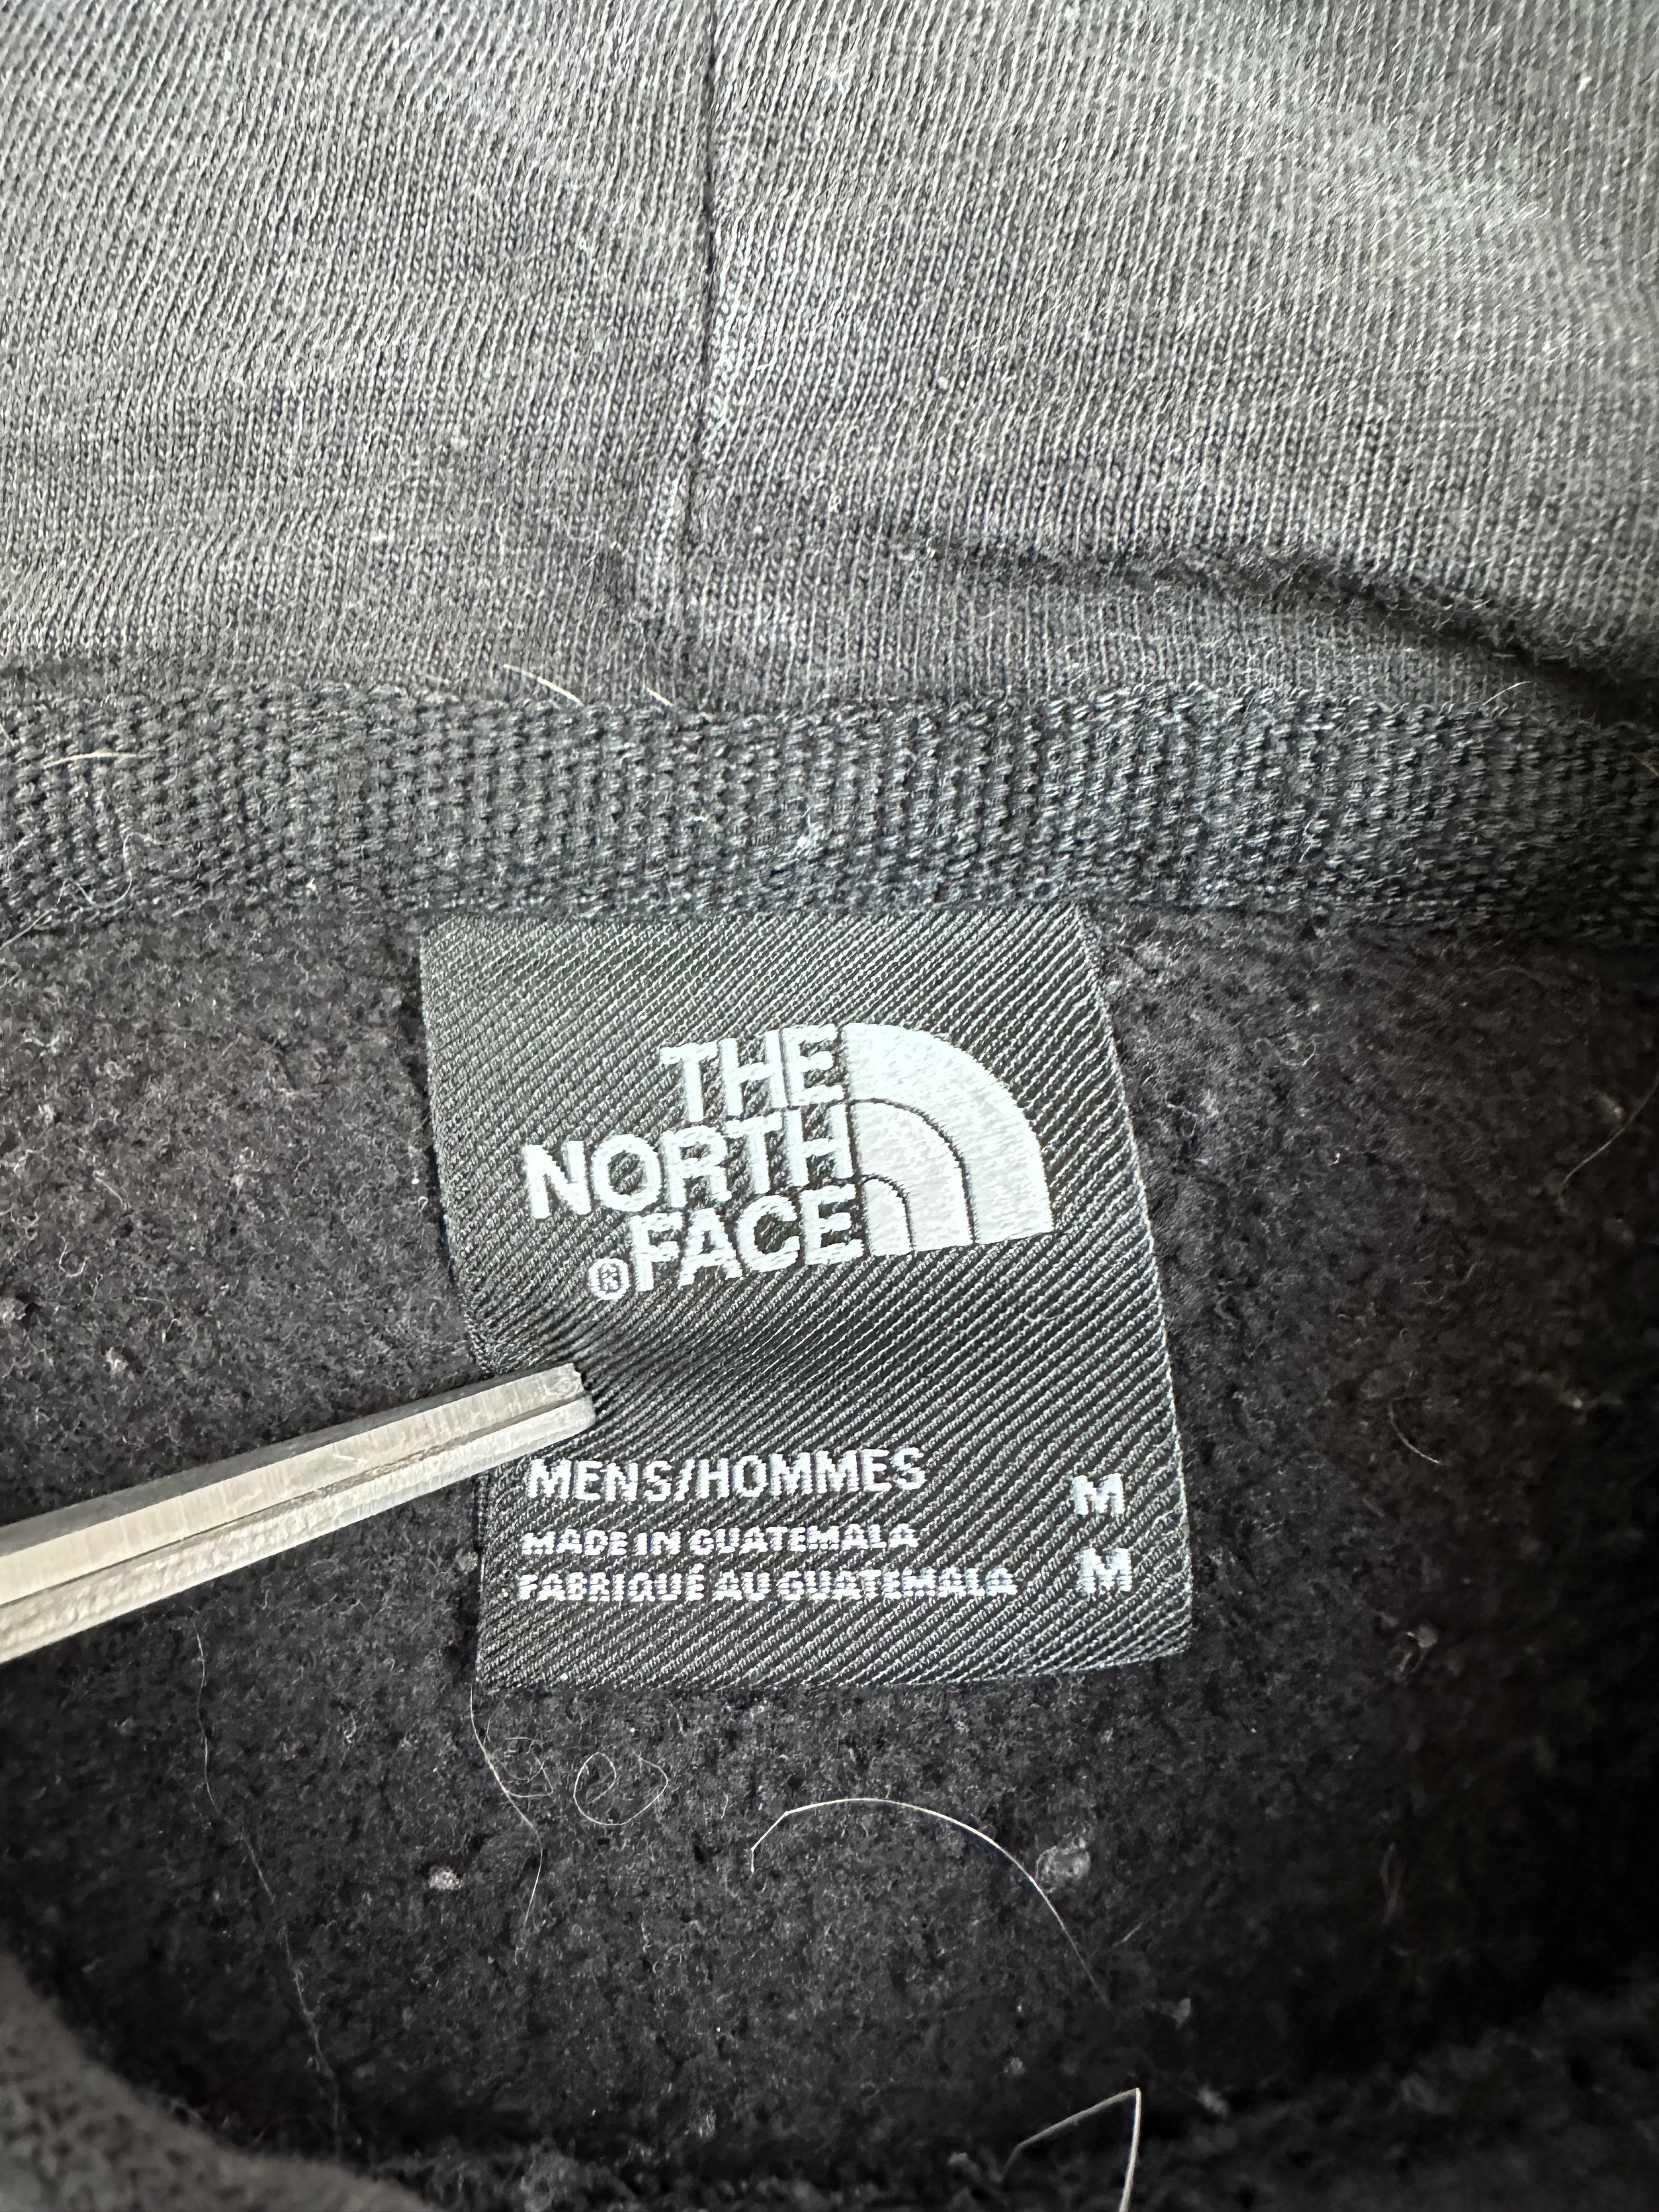 THE
NORTH
®FACE
MENS/HOMMES M
MADE IN GUATEMALA
FABRIQUÉ AU GUATEMALA M